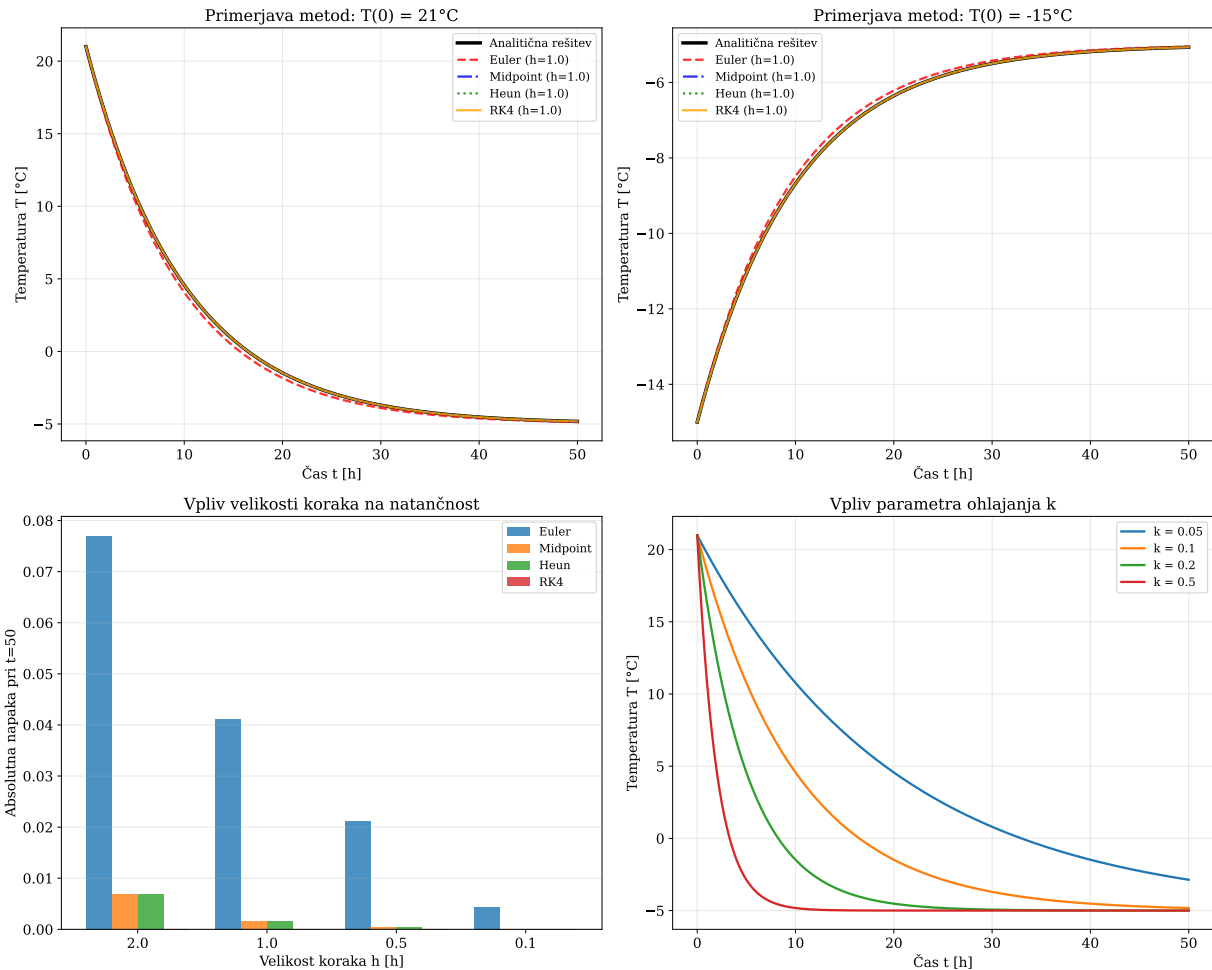 Primerjava metod: T(0) = 21°C
Temperatura T [°C]
20
15
10
5
0
−5
Analitična rešitev
Euler (h=1.0)
Midpoint (h=1.0)
Heun (h=1.0)
RK4 (h=1.0)
0 10 20 30 40 50
Čas t [h]
Primerjava metod: T(0) = -15°C
Temperatura T [°C]
−6
−8
−10
−12
−14
Analitična rešitev
Euler (h=1.0)
Midpoint (h=1.0)
Heun (h=1.0)
RK4 (h=1.0)
0 10 20 30 40 50
Čas t [h]
Vpliv velikosti koraka na natančnost
Absolutna napaka pri t=50
0.08
0.07
0.06
0.05
0.04
0.03
0.02
0.01
0.00
Euler
Midpoint
Heun
RK4
2.0 1.0 0.5 0.1
Velikost koraka h [h]
Vpliv parametra ohlajanja k
Temperatura T [°C]
20
15
10
5
0
−5
k = 0.05
k = 0.1
k = 0.2
k = 0.5
0 10 20 30 40 50
Čas t [h]